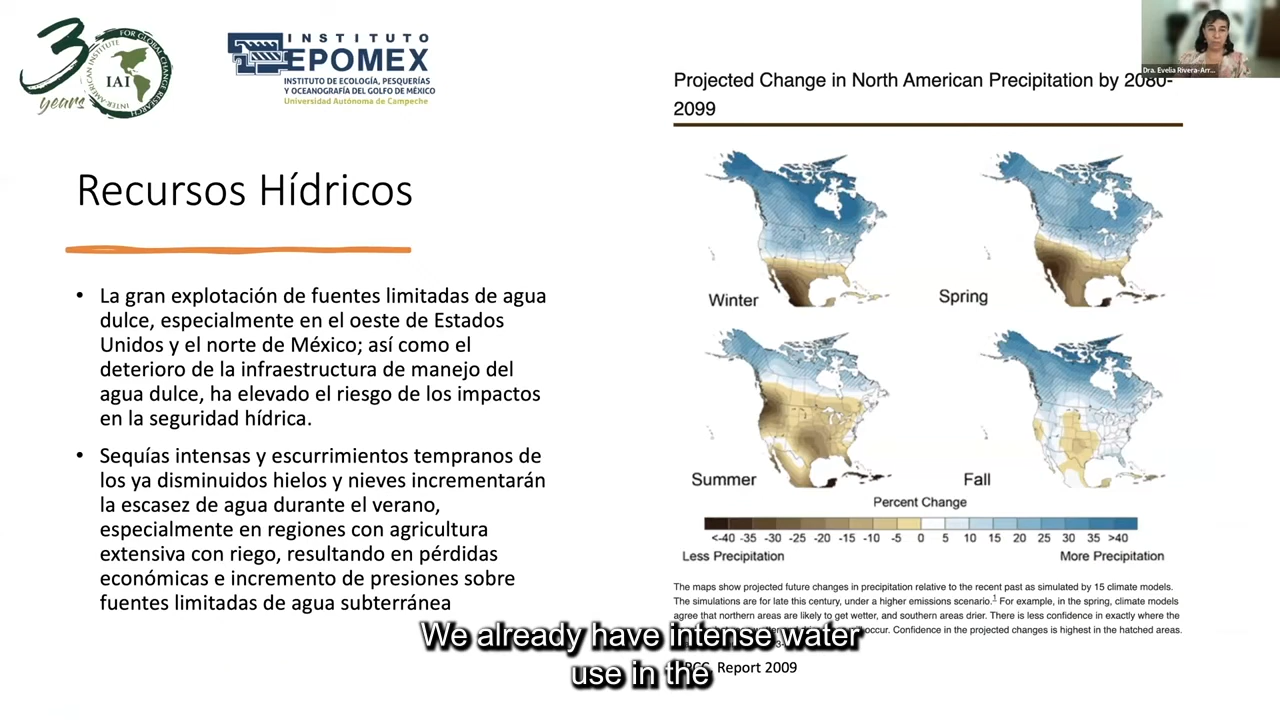 30 years
INTER-AMERICAN INSTITUTE FOR GLOBAL CHANGE RESEARCH
IAI
INSTITUTO
EPOMEX
INSTITUTO DE ECOLOGÍA, PESQUERÍAS
Y OCEANOGRAFÍA DEL GOLFO DE MÉXICO
Universidad Autónoma de Campeche
Dra. Evelia Rivera-Arr...
Recursos Hídricos
• La gran explotación de fuentes limitadas de agua
dulce, especialmente en el oeste de Estados
Unidos y el norte de México; así como el
deterioro de la infraestructura de manejo del
agua dulce, ha elevado el riesgo de los impactos
en la seguridad hídrica.
• Sequías intensas y escurrimientos tempranos de
los ya disminuidos hielos y nieves incrementarán
la escasez de agua durante el verano,
especialmente en regiones con agricultura
extensiva con riego, resultando en pérdidas
económicas e incremento de presiones sobre
fuentes limitadas de agua subterránea
Projected Change in North American Precipitation by 2080-
2099
Winter
Spring
Summer
Fall
Percent Change
<-40 -35 -30 -25 -20 -15 -10 -5 0 5 10 15 20 25 30 35 >40
Less Precipitation More Precipitation
The maps show projected future changes in precipitation relative to the recent past as simulated by 15 climate models.
The simulations are for late this century, under a higher emissions scenario.1 For example, in the spring, climate models
agree that northern areas are likely to get wetter, and southern areas drier. There is less confidence in exactly where the
occur. Confidence in the projected changes is highest in the hatched areas.
Report 2009
We already have intense water
use in the